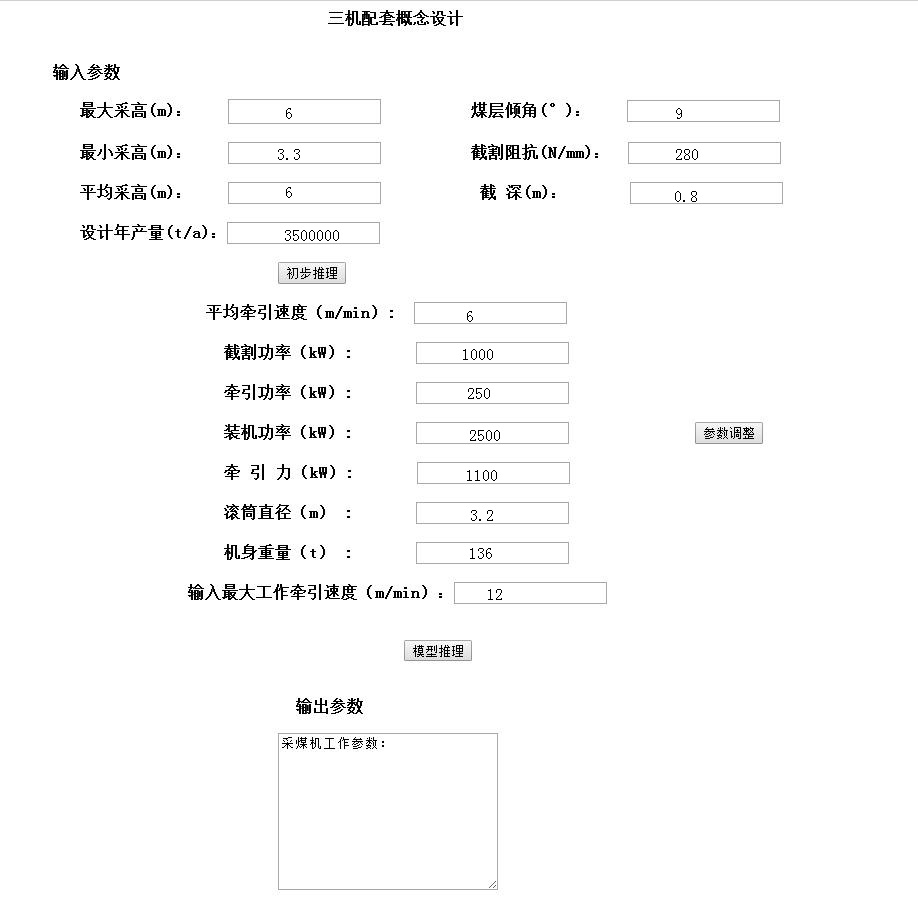 三机配套概念设计
输入参数
最大采高(m)： 6 煤层倾角(°)： 9
最小采高(m)： 3.3 截割阻抗(N/mm)： 280
平均采高(m)： 6 截 深(m)： 0.8
设计年产量(t/a)： 3500000
初步推理
平均牵引速度（m/min）： 6
截割功率（kW）： 1000
牵引功率（kW）： 250
装机功率（kW）： 2500 参数调整
牵 引 力（kW）： 1100
滚筒直径（m） ： 3.2
机身重量（t） ： 136
输入最大工作牵引速度（m/min）： 12
模型推理
输出参数
采煤机工作参数：